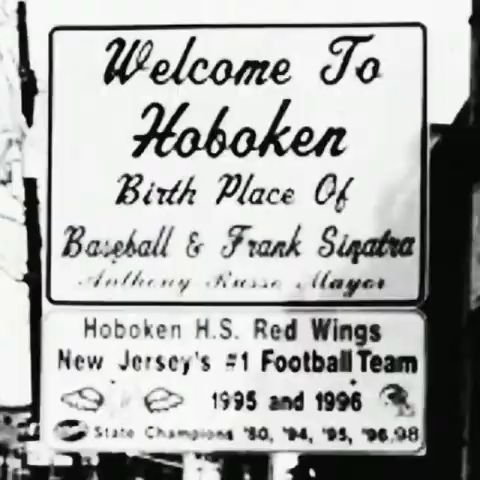 Welcome To
Hoboken
Birth Place Of
Baseball & Frank Sinatra
Anthony Russo Mayor
Hoboken H.S. Red Wings
New Jersey's #1 Football Team
1995 and 1996
State Champions '80, '94, '95, '96,98